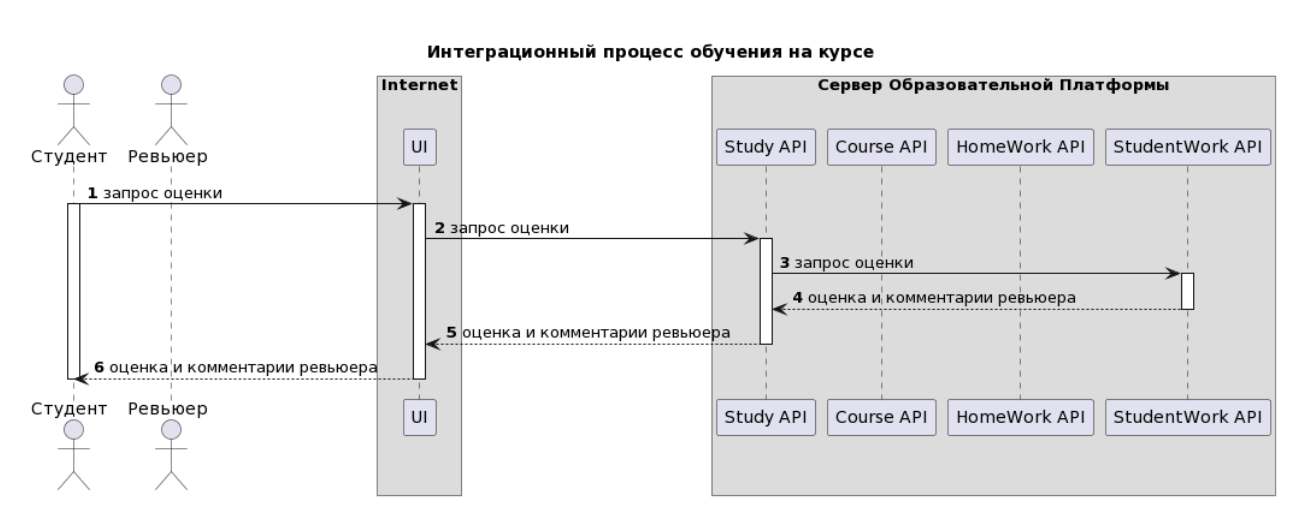 Интеграционный процесс обучения на курсе
Internet
Сервер Образовательной Платформы
Студент
Ревьюер
UI
Study API
Course API
HomeWork API
StudentWork API
1 запрос оценки
2 запрос оценки
3 запрос оценки
4 оценка и комментарии ревьюера
5 оценка и комментарии ревьюера
6 оценка и комментарии ревьюера
Студент
Ревьюер
UI
Study API
Course API
HomeWork API
StudentWork API